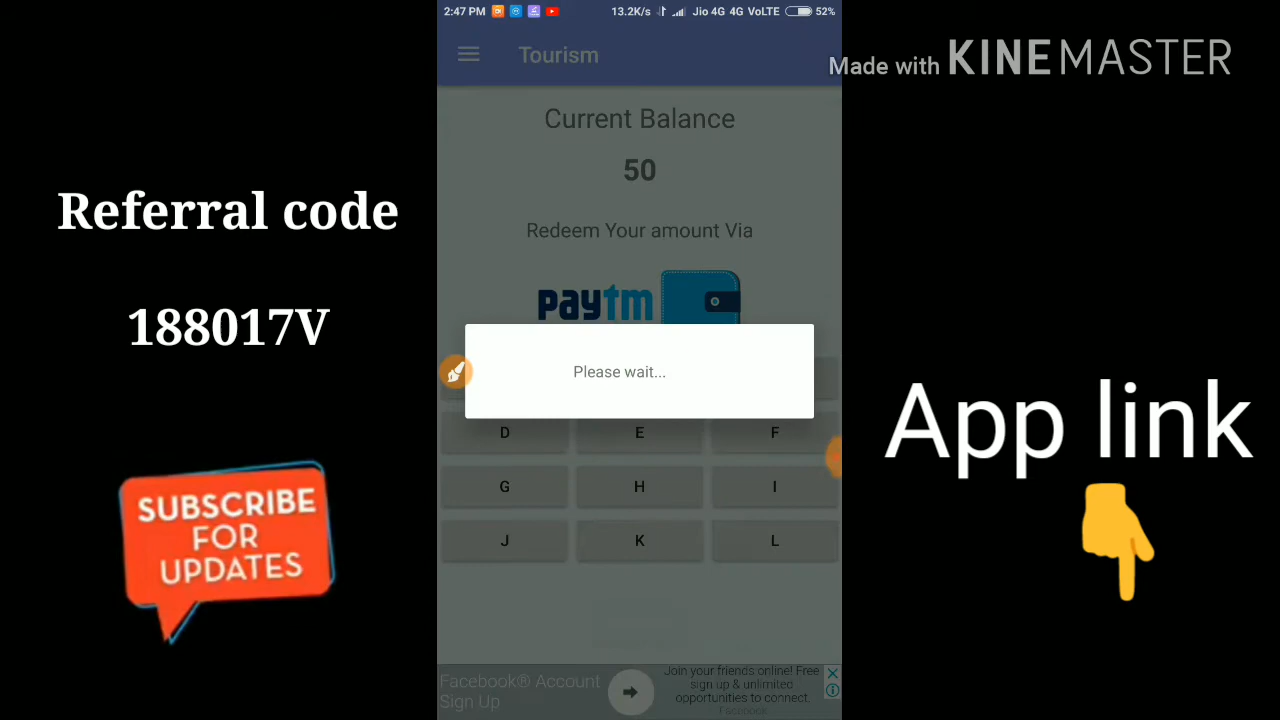 2:47 PM
13.2K/s Jio 4G 4G VoLTE 52%
Tourism
Made with KINEMASTER
Current Balance
50
Redeem Your amount Via
paytm
Please wait...
D E F
G H I
J K L
Referral code
188017V
SUBSCRIBE
FOR
UPDATES
App link
Facebook® Account
Sign Up
Join your friends online! Free
sign up & unlimited
opportunities to connect.
Facebook